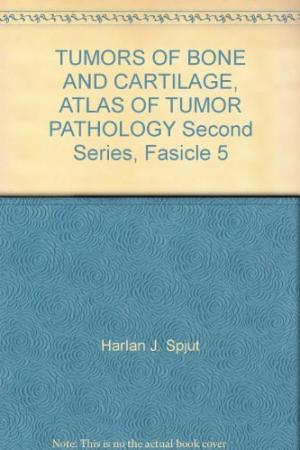 TUMORS OF BONE
AND CARTILAGE,
ATLAS OF TUMOR
PATHOLOGY Second
Series, Fasicle 5
Harlan J. Spjut
Note: This is no the actual book cover